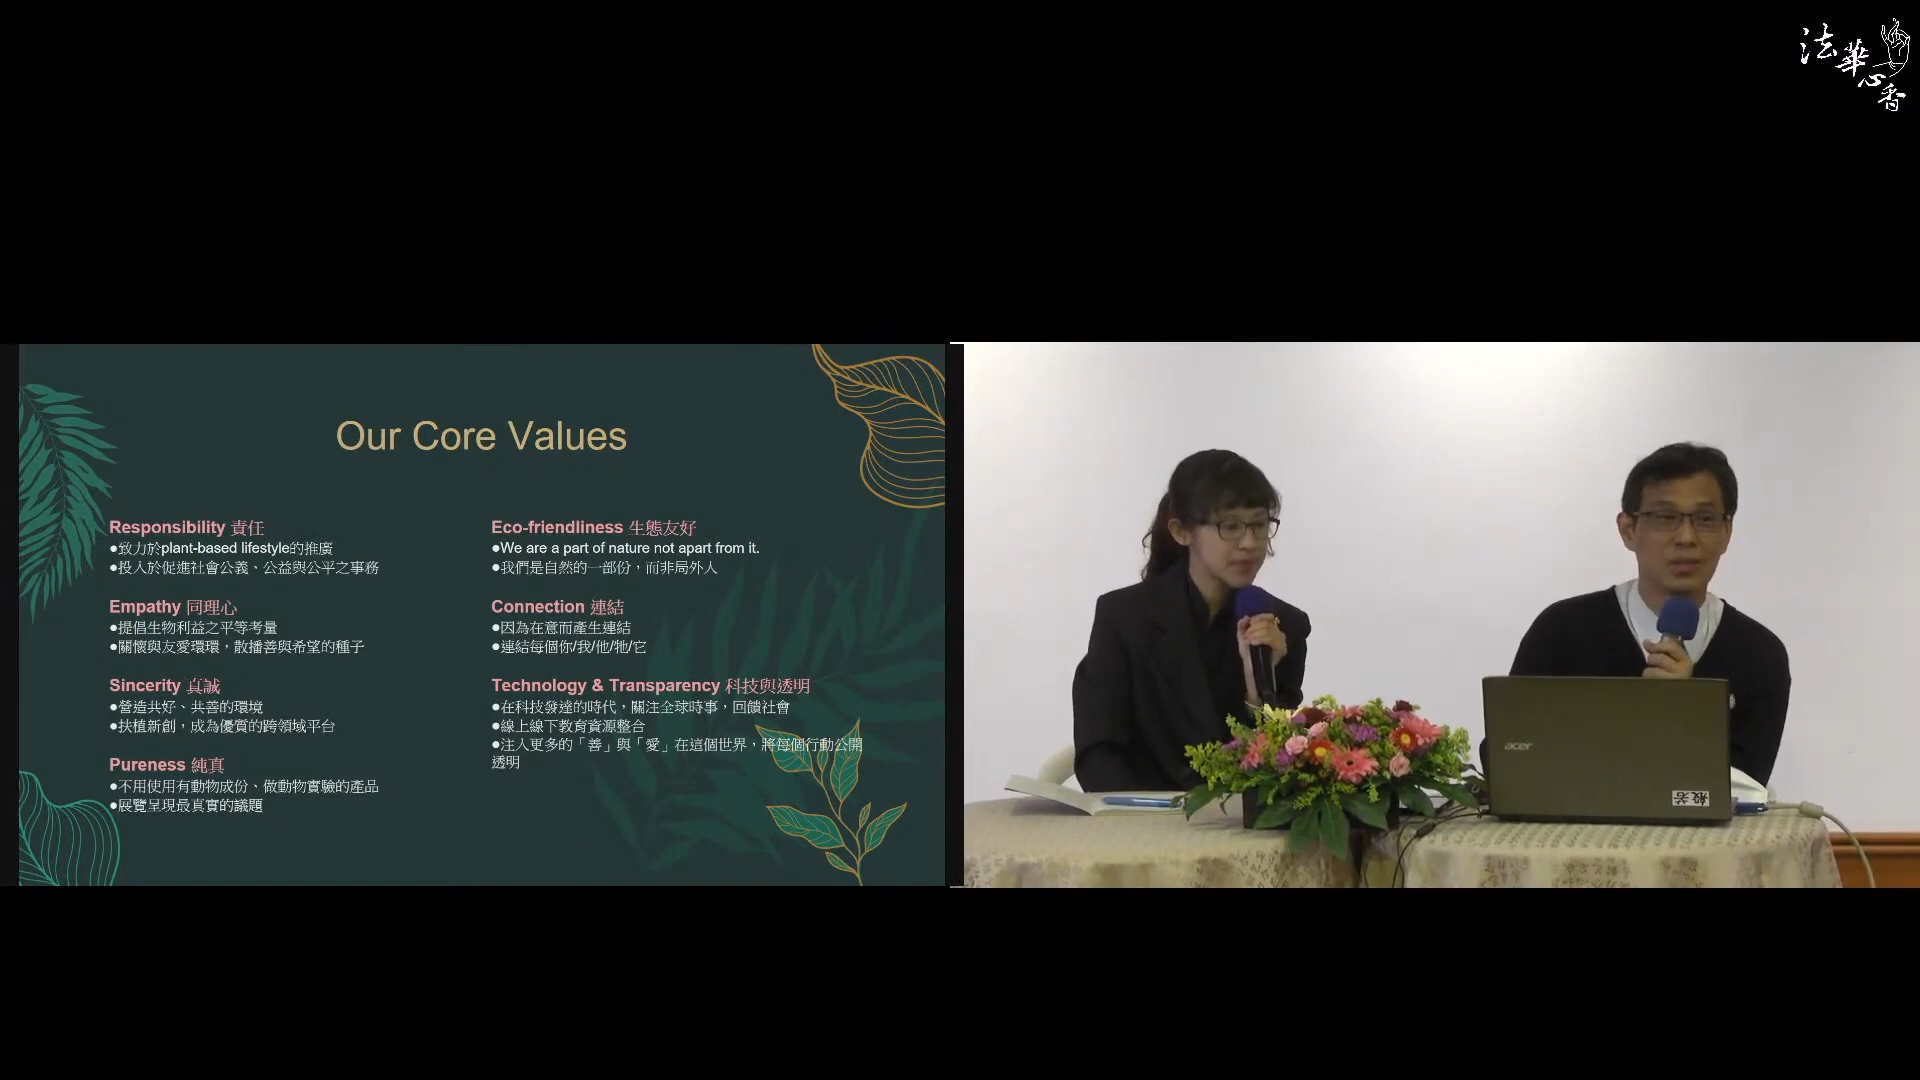 法華心香
Our Core Values
Responsibility 責任
●致力於plant-based lifestyle的推廣
●投入於促進社會公義、公益與公平之事務
Empathy 同理心
●提倡生物利益之平等考量
●關懷與友愛環環，散播善與希望的種子
Sincerity 真誠
●營造共好、共善的環境
●扶植新創，成為優質的跨領域平台
Pureness 純真
●不用使用有動物成份、做動物實驗的產品
●展覽呈現最真實的議題
Eco-friendliness 生態友好
●We are a part of nature not apart from it.
●我們是自然的一部份，而非局外人
Connection 連結
●因為在意而產生連結
●連結每個你/我/他/牠/它
Technology & Transparency 科技與透明
●在科技發達的時代，關注全球時事，回饋社會
●線上線下教育資源整合
●注入更多的「善」與「愛」在這個世界，將每個行動公開
透明
acer
般若